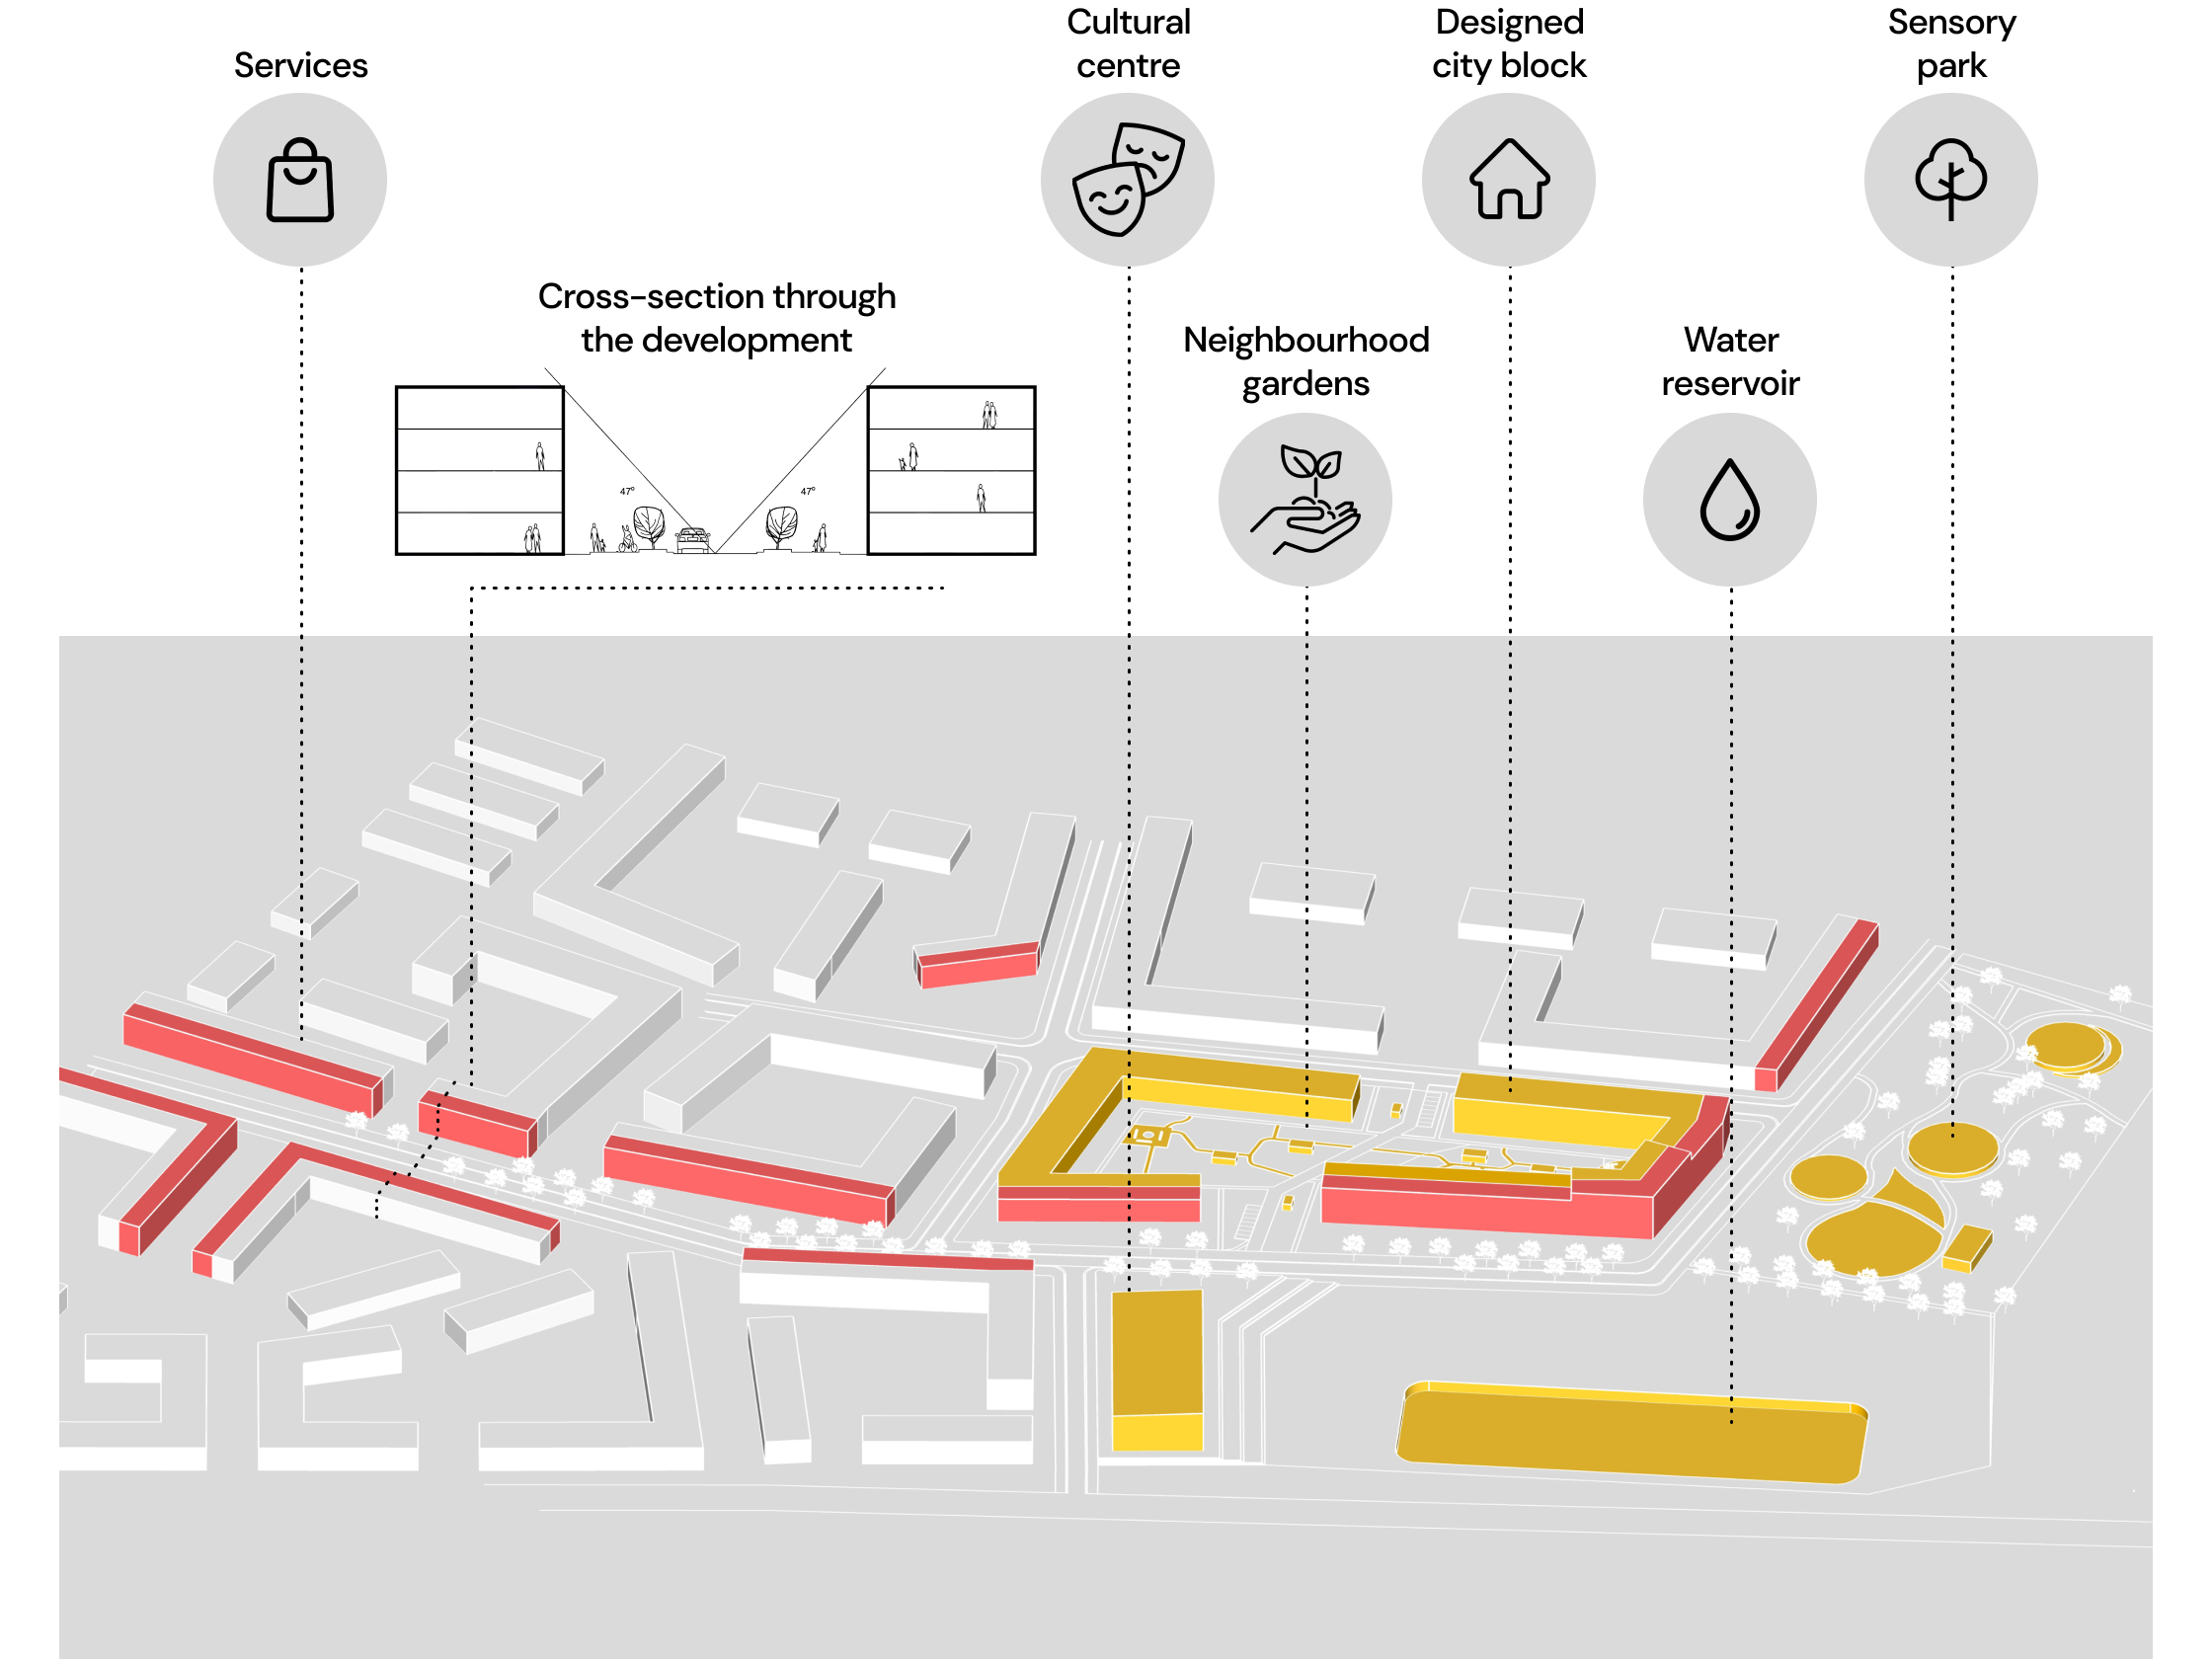 Services
Cultural
centre
Designed
city block
Sensory
park
Cross-section through
the development
Neighbourhood
gardens
Water
reservoir
47°
47°